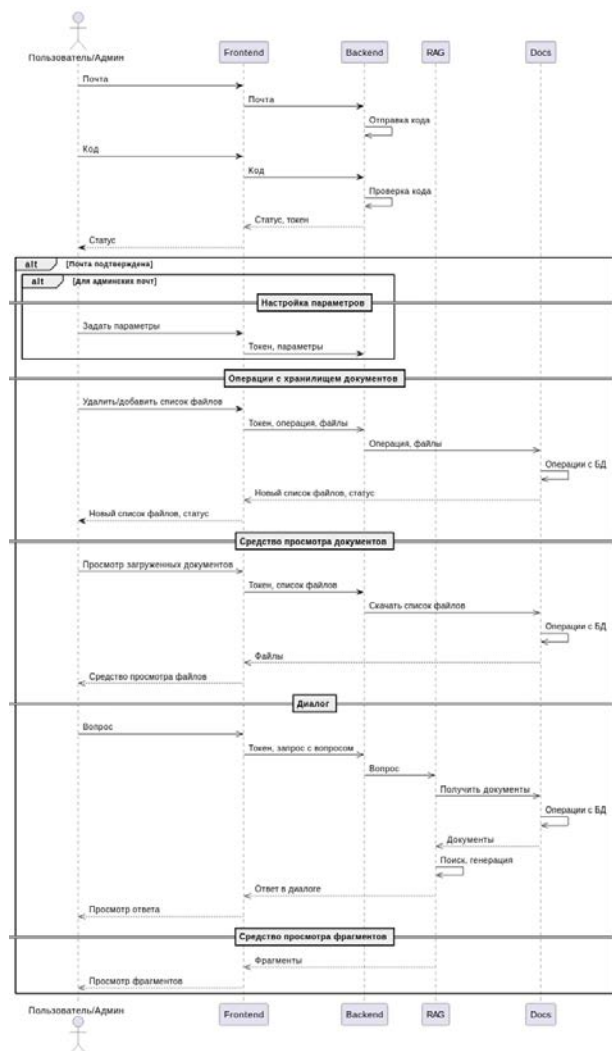 Пользователь/Админ
Frontend
Backend
RAG
Docs
Почта
Почта
Отправка кода
Код
Код
Проверка кода
Статус, токен
Статус
alt [Почта подтверждена]
alt [Для админских почт]
Настройка параметров
Задать параметры
Токен, параметры
Операции с хранилищем документов
Удалить/добавить список файлов
Токен, операция, файлы
Операция, файлы
Операции с БД
Новый список файлов, статус
Новый список файлов, статус
Средство просмотра документов
Просмотр загруженных документов
Токен, список файлов
Скачать список файлов
Операции с БД
Файлы
Средство просмотра файлов
Диалог
Вопрос
Токен, запрос с вопросом
Вопрос
Получить документы
Операции с БД
Документы
Поиск, генерация
Ответ в диалоге
Просмотр ответа
Средство просмотра фрагментов
Фрагменты
Просмотр фрагментов
Пользователь/Админ
Frontend
Backend
RAG
Docs